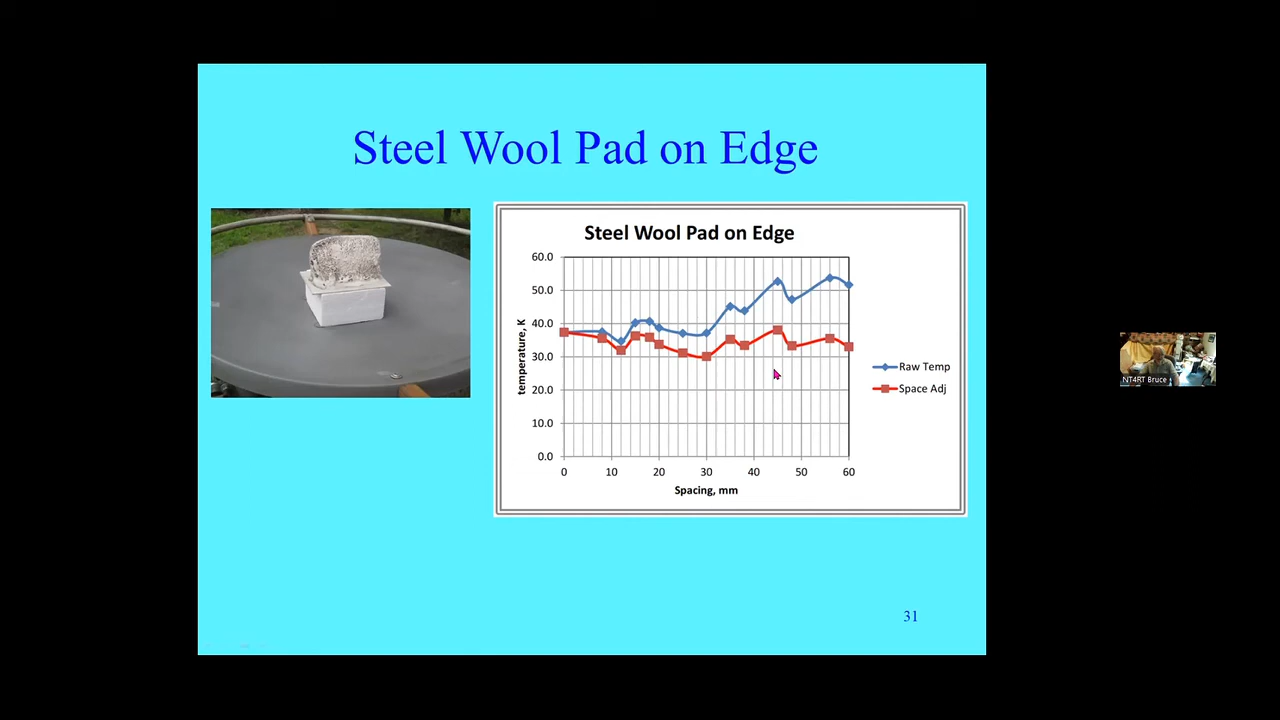 Steel Wool Pad on Edge
Steel Wool Pad on Edge
60.0
50.0
40.0
30.0
20.0
10.0
0.0
temperature, K
0 10 20 30 40 50 60
Spacing, mm
Raw Temp
Space Adj
NT4RT Bruce
31